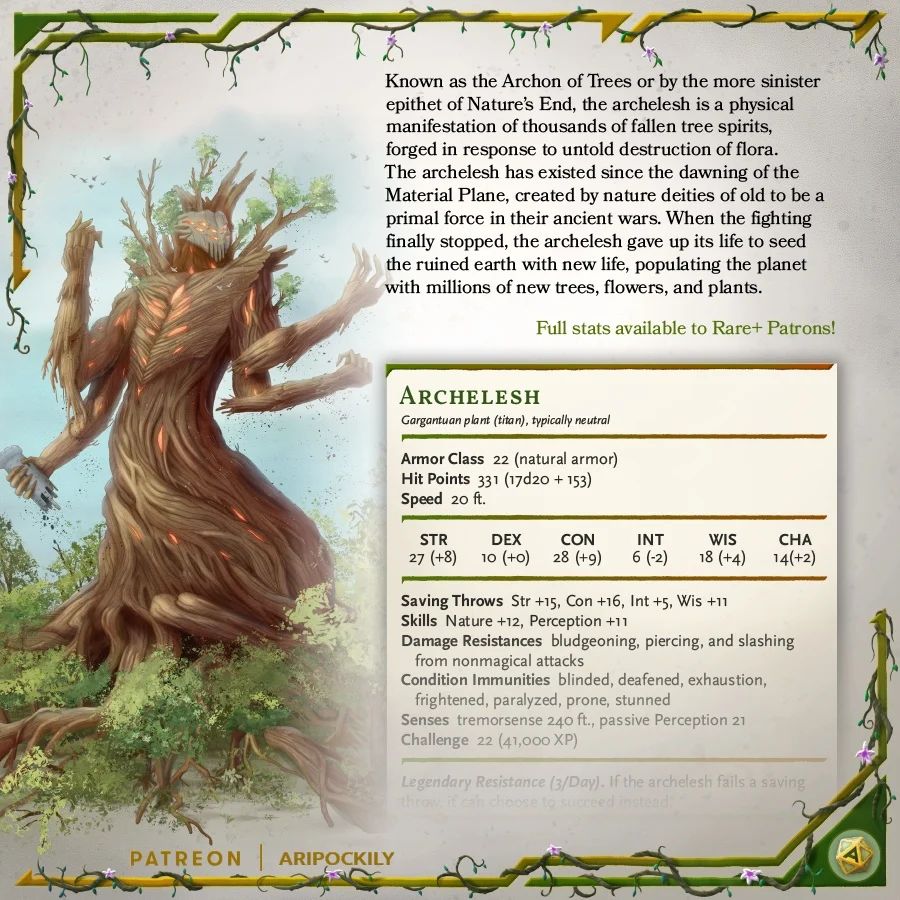 Known as the Archon of Trees or by the more sinister
epithet of Nature's End, the archelesh is a physical
manifestation of thousands of fallen tree spirits,
forged in response to untold destruction of flora.
The archelesh has existed since the dawning of the
Material Plane, created by nature deities of old to be a
primal force in their ancient wars. When the fighting
finally stopped, the archelesh gave up its life to seed
the ruined earth with new life, populating the planet
with millions of new trees, flowers, and plants.
Full stats available to Rare+ Patrons!
ARCHELESH
Gargantuan plant (titan), typically neutral
Armor Class 22 (natural armor)
Hit Points 331 (17d20 + 153)
Speed 20 ft.
STR DEX CON INT WIS CHA
27 (+8) 10 (+0) 28 (+9) 6 (-2) 18 (+4) 14(+2)
Saving Throws Str +15, Con +16, Int +5, Wis +11
Skills Nature +12, Perception +11
Damage Resistances bludgeoning, piercing, and slashing
from nonmagical attacks
Condition Immunities blinded, deafened, exhaustion,
frightened, paralyzed, prone, stunned
Senses tremorsense 240 ft., passive Perception 21
Challenge 22 (41,000 XP)
Legendary Resistance (3/Day). If the archelesh fails a saving
throw, it can choose to succeed instead.
PATREON | ARIPOCKILY
A